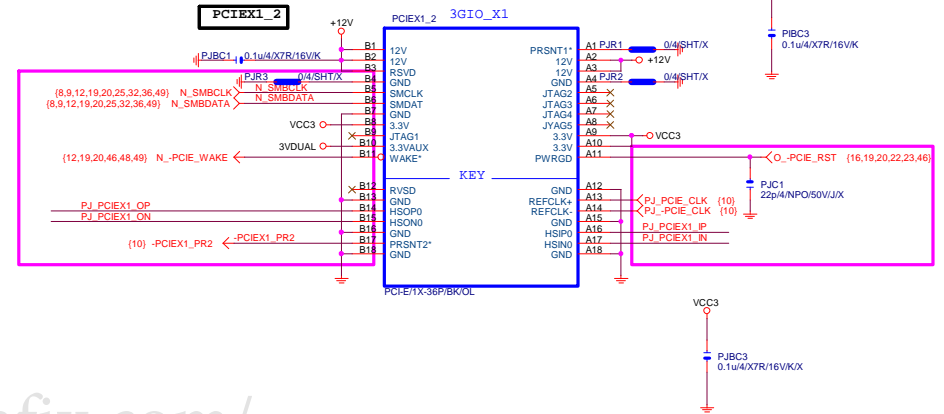 PCIEX1_2
+12V
PCIEX1_2 3GIO_X1
PJBC1 0.1u/4/X7R/16V/K
PJR3 0/4/SHT/X
{8,9,12,19,20,25,32,36,49} N_SMBCLK N_SMBCLK
{8,9,12,19,20,25,32,36,49} N_SMBDATA N_SMBDATA
VCC3
3VDUAL
{12,19,20,46,48,49} N_-PCIE_WAKE
PJ_PCIEX1_OP
PJ_PCIEX1_ON
{10} -PCIEX1_PR2 -PCIEX1_PR2
B1 12V
B2 12V
B3 RSVD
B4 GND
B5 SMCLK
B6 SMDAT
B7 GND
B8 3.3V
B9 JTAG1
B10 3.3VAUX
B11 WAKE*
KEY
B12 RVSD
B13 GND
B14 HSOP0
B15 HSON0
B16 GND
B17 PRSNT2*
B18 GND
PRSNT1* A1 PJR1 0/4/SHT/X
12V A2 +12V
12V A3
GND A4 PJR2 0/4/SHT/X
JTAG2 A5
JTAG3 A6
JTAG4 A7
JYAG5 A8
3.3V A9 VCC3
3.3V A10
PWRGD A11 O_-PCIE_RST {16,19,20,22,23,46}
GND A12
REFCLK+ A13 PJ_PCIE_CLK {10}
REFCLK- A14 PJ_-PCIE_CLK {10}
GND A15
HSIP0 A16 PJ_PCIEX1_IP
HSIN0 A17 PJ_PCIEX1_IN
GND A18
PCI-E/1X-36P/BK/OL
PIBC3
0.1u/4/X7R/16V/K
PJC1
22p/4/NPO/50V/J/X
VCC3
PJBC3
0.1u/4/X7R/16V/K/X